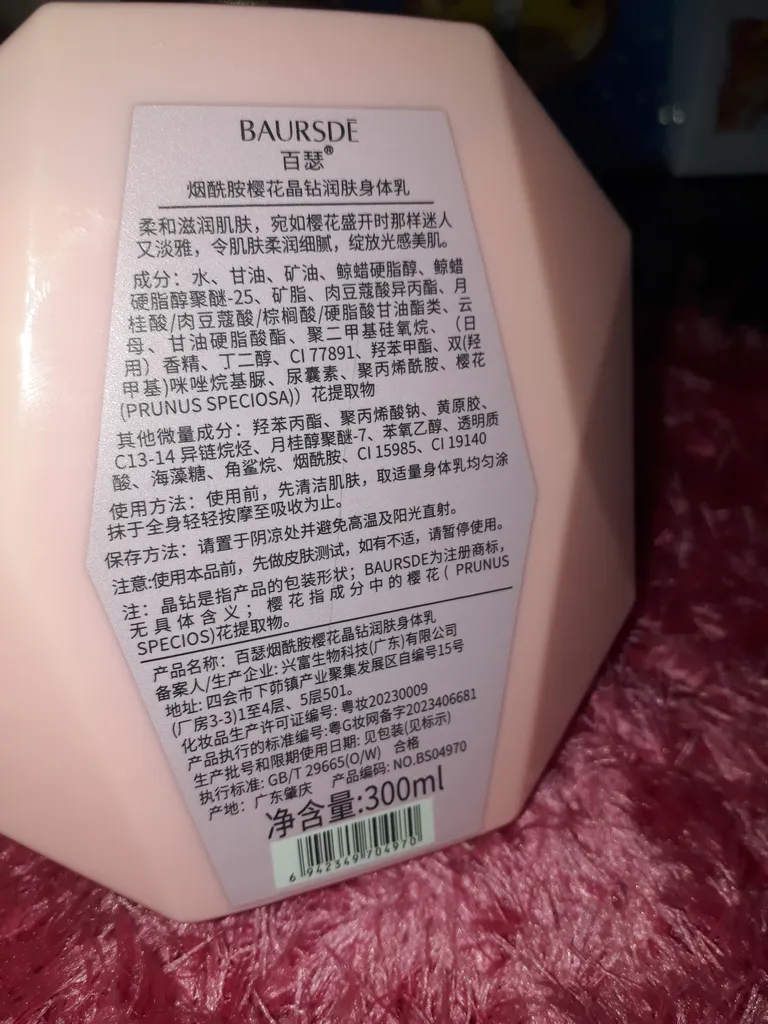 BAURSDE
百瑟®
烟酰胺樱花晶钻润肤身体乳
柔和滋润肌肤，宛如樱花盛开时那样迷人
又淡雅，令肌肤柔润细腻，绽放光感美肌。
成分：水、甘油、矿油、鲸蜡硬脂醇、鲸蜡
硬脂醇聚醚-25、矿脂、肉豆蔻酸异丙酯、月
桂酸/肉豆蔻酸/棕榈酸/硬脂酸甘油酯类、云
母、甘油硬脂酸酯、聚二甲基硅氧烷、（日
用）香精、丁二醇、CI 77891、羟苯甲酯、双(羟
甲基)咪唑烷基脲、尿囊素、聚丙烯酰胺、樱花
(PRUNUS SPECIOSA)）花提取物
其他微量成分：羟苯丙酯、聚丙烯酸钠、黄原胶、
C13-14 异链烷烃、月桂醇聚醚-7、苯氧乙醇、透明质
酸、海藻糖、角鲨烷、烟酰胺、CI 15985、CI 19140
使用方法：使用前，先清洁肌肤，取适量身体乳均匀涂
抹于全身轻轻按摩至吸收为止。
保存方法：请置于阴凉处并避免高温及阳光直射。
注意:使用本品前，先做皮肤测试，如有不适，请暂停使用。
注：晶钻是指产品的包装形状；BAURSDE为注册商标，
无具体含义；樱花指成分中的樱花( PRUNUS
SPECIOS)花提取物。
产品名称：百瑟烟酰胺樱花晶钻润肤身体乳
备案人/生产企业: 兴富生物科技(广东)有限公司
地址: 四会市下茆镇产业聚集发展区自编号15号
(厂房3-3)1至4层、5层501。
化妆品生产许可证编号: 粤妆20230009
产品执行的标准编号:粤G妆网备字2023406681
生产批号和限期使用日期: 见包装(见标示)
执行标准: GB/T 29665(O/W) 合格
产地：广东肇庆 产品编码: NO.BS04970
净含量:300ml
6 942349 704970